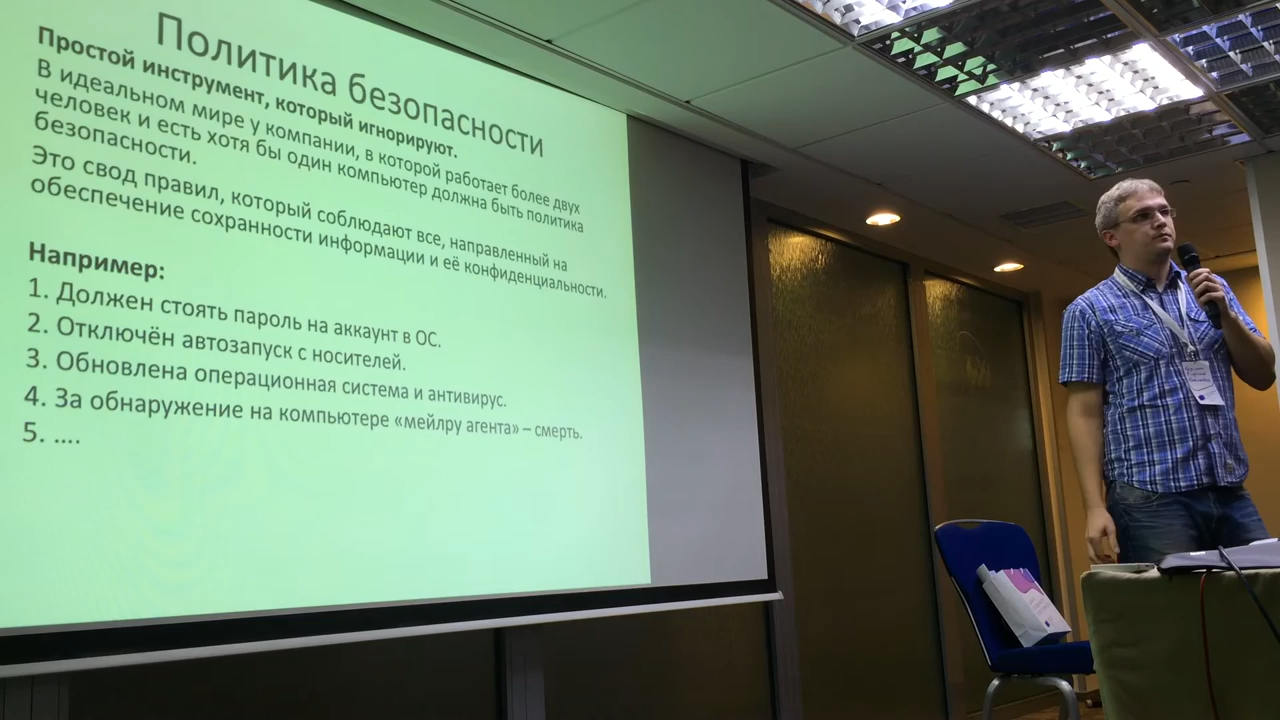 Политика безопасности
Простой инструмент, который игнорируют.
В идеальном мире у компании, в которой работает более двух
человек и есть хотя бы один компьютер должна быть политика
безопасности.
Это свод правил, который соблюдают все, направленный на
обеспечение сохранности информации и её конфиденциальности.
Например:
1. Должен стоять пароль на аккаунт в ОС.
2. Отключён автозапуск с носителей.
3. Обновлена операционная система и антивирус.
4. За обнаружение на компьютере «мейлру агента» – смерть.
5. ....